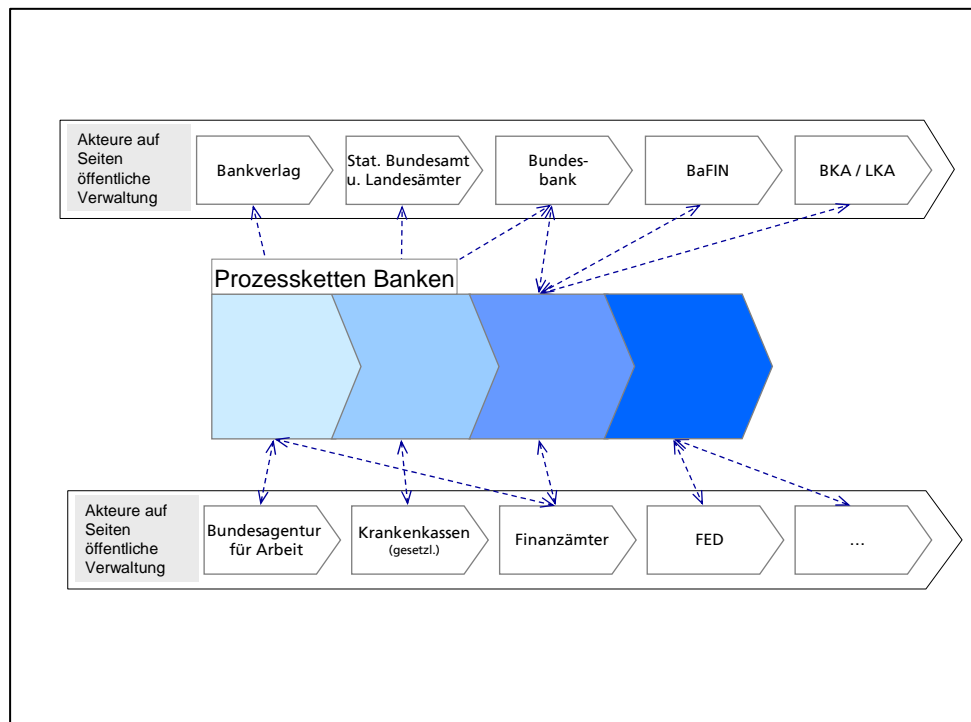 Akteure auf
Seiten
öffentliche
Verwaltung
Bankverlag
Stat. Bundesamt
u. Landesämter
Bundes-
bank
BaFIN
BKA / LKA
Prozessketten Banken
Akteure auf
Seiten
öffentliche
Verwaltung
Bundesagentur
für Arbeit
Krankenkassen
(gesetzl.)
Finanzämter
FED
...